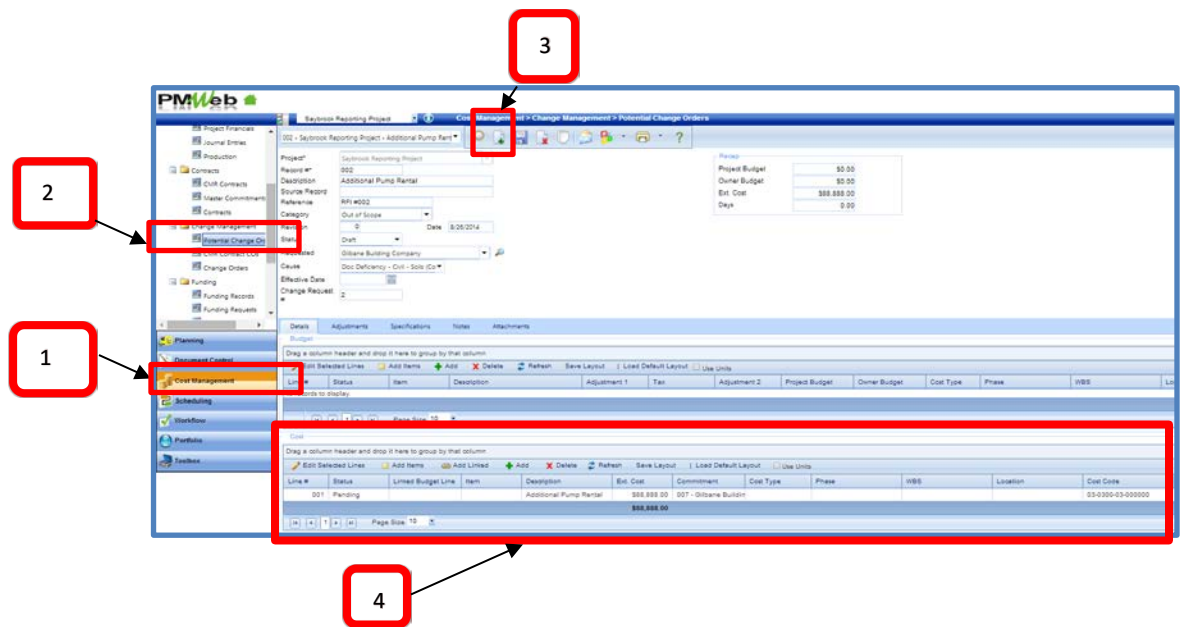 3
PMWeb
Saybrook Reporting Project
Cost Management > Change Management > Potential Change Orders
Project Financials
Journal Entries
Production
Contracts
CMR Contracts
Master Commitments
Contracts
Change Management
Potential Change Or
CMR Contract COs
Change Orders
Funding
Funding Records
Funding Requests
002 - Saybrook Reporting Project - Additional Pump Rent
?
Project* Saybrook Reporting Project
Record #* 002
Description Additional Pump Rental
Source Record
Reference RFI #002
Category Out of Scope
Revision 0 Date 8/26/2014
Status Draft
Gilbane Building Company
Cause Doc Deficiency - Civil - Solo (Co
Effective Date
Change Request # 2
Recap
Project Budget $0.00
Owner Budget $0.00
Ext. Cost $88,888.00
Days 0.00
2
1
Planning
Document Control
Cost Management
Scheduling
Workflow
Portfolio
Toolbox
Details Adjustments Specifications Notes Attachments
Budget
Drag a column header and drop it here to group by that column
Edit Selected Lines Add Items Add Delete Refresh Save Layout | Load Default Layout Use Units
Line # Status Item Description Adjustment 1 Tax Adjustment 2 Project Budget Owner Budget Cost Type Phase WBS Lo
records to display
1 Page Size 10
Cost
Drag a column header and drop it here to group by that column
Edit Selected Lines Add Items Add Linked Add Delete Refresh Save Layout | Load Default Layout Use Units
Line # Status Linked Budget Line Item Description Ext. Cost Commitment Cost Type Phase WBS Location Cost Code
001 Pending Additional Pump Rental $88,888.00 007 - Gilbane Buildin 03-0300-03-000000
$88,888.00
1 Page Size 10
4